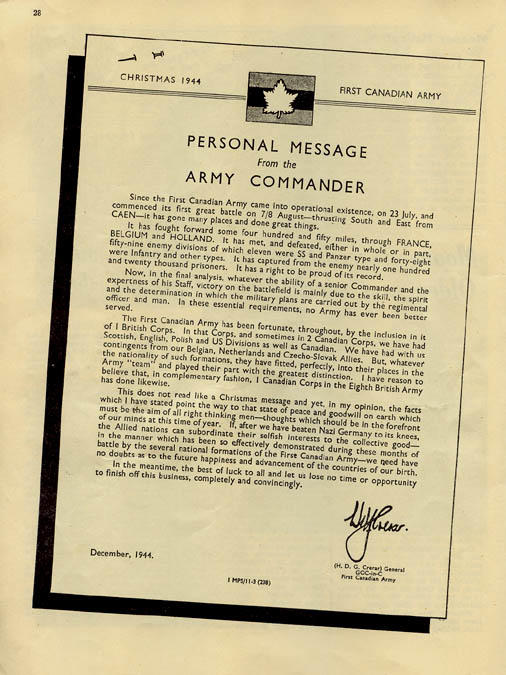 28
CHRISTMAS 1944
FIRST CANADIAN ARMY
PERSONAL MESSAGE
From the
ARMY COMMANDER
Since the First Canadian Army came into operational existence, on 23 July, and
commenced its first great battle on 7/8 August—thrusting South and East from
CAEN—it has gone many places and done great things.
It has fought forward some four hundred and fifty miles, through FRANCE,
BELGIUM and HOLLAND. It has met, and defeated, either in whole or in part,
fifty-nine enemy divisions of which eleven were SS and Panzer type and forty-eight
were Infantry and other types. It has captured from the enemy nearly one hundred
and twenty thousand prisoners. It has a right to be proud of its record.
Now, in the final analysis, whatever the ability of a senior Commander and the
expertness of his Staff, victory on the battlefield is mainly due to the skill, the spirit
and the determination in which the military plans are carried out by the regimental
officer and man. In these essential requirements, no Army has ever been better
served.
The First Canadian Army has been fortunate, throughout, by the inclusion in it
of 1 British Corps. In that Corps, and sometimes in 2 Canadian Corps, we have had
Scottish, English, Polish and US Divisions as well as Canadian. We have had with us
contingents from our Belgian, Netherlands and Czecho-Slovak Allies. But, whatever
the nationality of such formations, they have fitted, perfectly, into their places in the
Army "team" and played their part with the greatest distinction. I have reason to
believe that, in complementary fashion, 1 Canadian Corps in the Eighth British Army
has done likewise.
This does not read like a Christmas message and yet, in my opinion, the facts
which I have stated point the way to that state of peace and goodwill on earth which
must be the aim of all right thinking men—thoughts which should be in the forefront
of our minds at this time of year. If, after we have beaten Nazi Germany to its knees,
the Allied nations can subordinate their selfish interests to the collective good—
in the manner which has been so effectively demonstrated during these months of
battle by the several national formations of the First Canadian Army—we need have
no doubts as to the future happiness and advancement of the countries of our birth.
In the meantime, the best of luck to all and let us lose no time or opportunity
to finish off this business, completely and convincingly.
December, 1944.
(H. D. G. Crerar) General
GOC-in-C
First Canadian Army
1 MPS/11-3 (238)